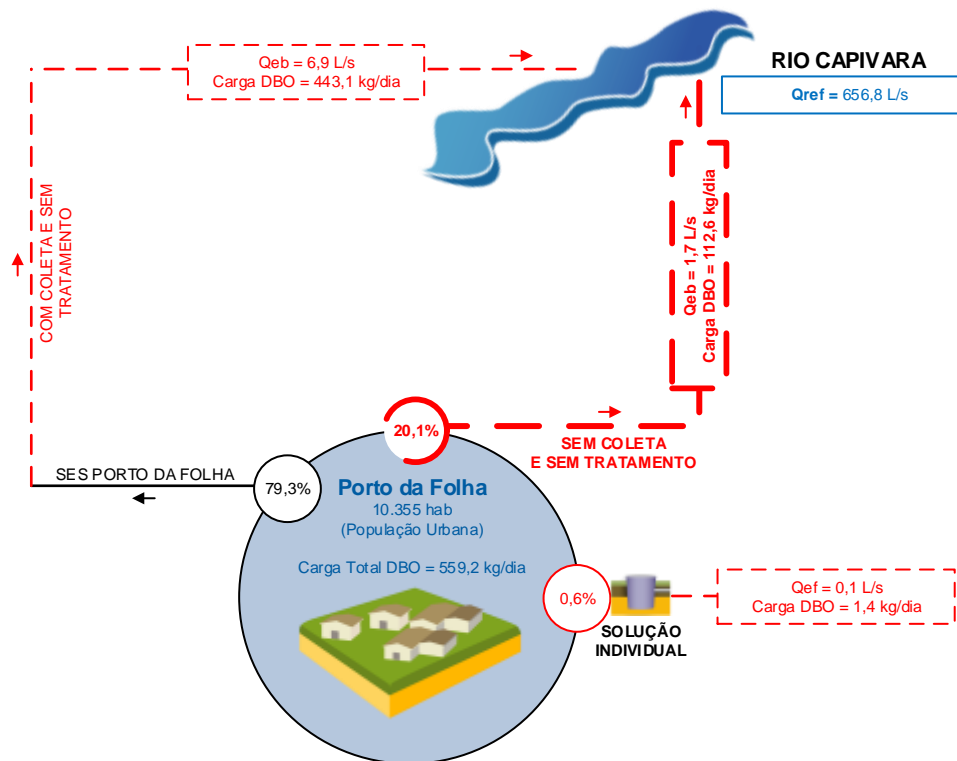 Qeb = 6,9 L/s
Carga DBO = 443,1 kg/dia
RIO CAPIVARA
Qref = 656,8 L/s
COM COLETA E SEM
TRATAMENTO
Qeb = 1,7 L/s
Carga DBO = 112,6 kg/dia
20,1%
SEM COLETA
E SEM TRATAMENTO
SES PORTO DA FOLHA
79,3%
Porto da Folha
10.355 hab
(População Urbana)
Carga Total DBO = 559,2 kg/dia
0,6%
SOLUÇÃO
INDIVIDUAL
Qef = 0,1 L/s
Carga DBO = 1,4 kg/dia